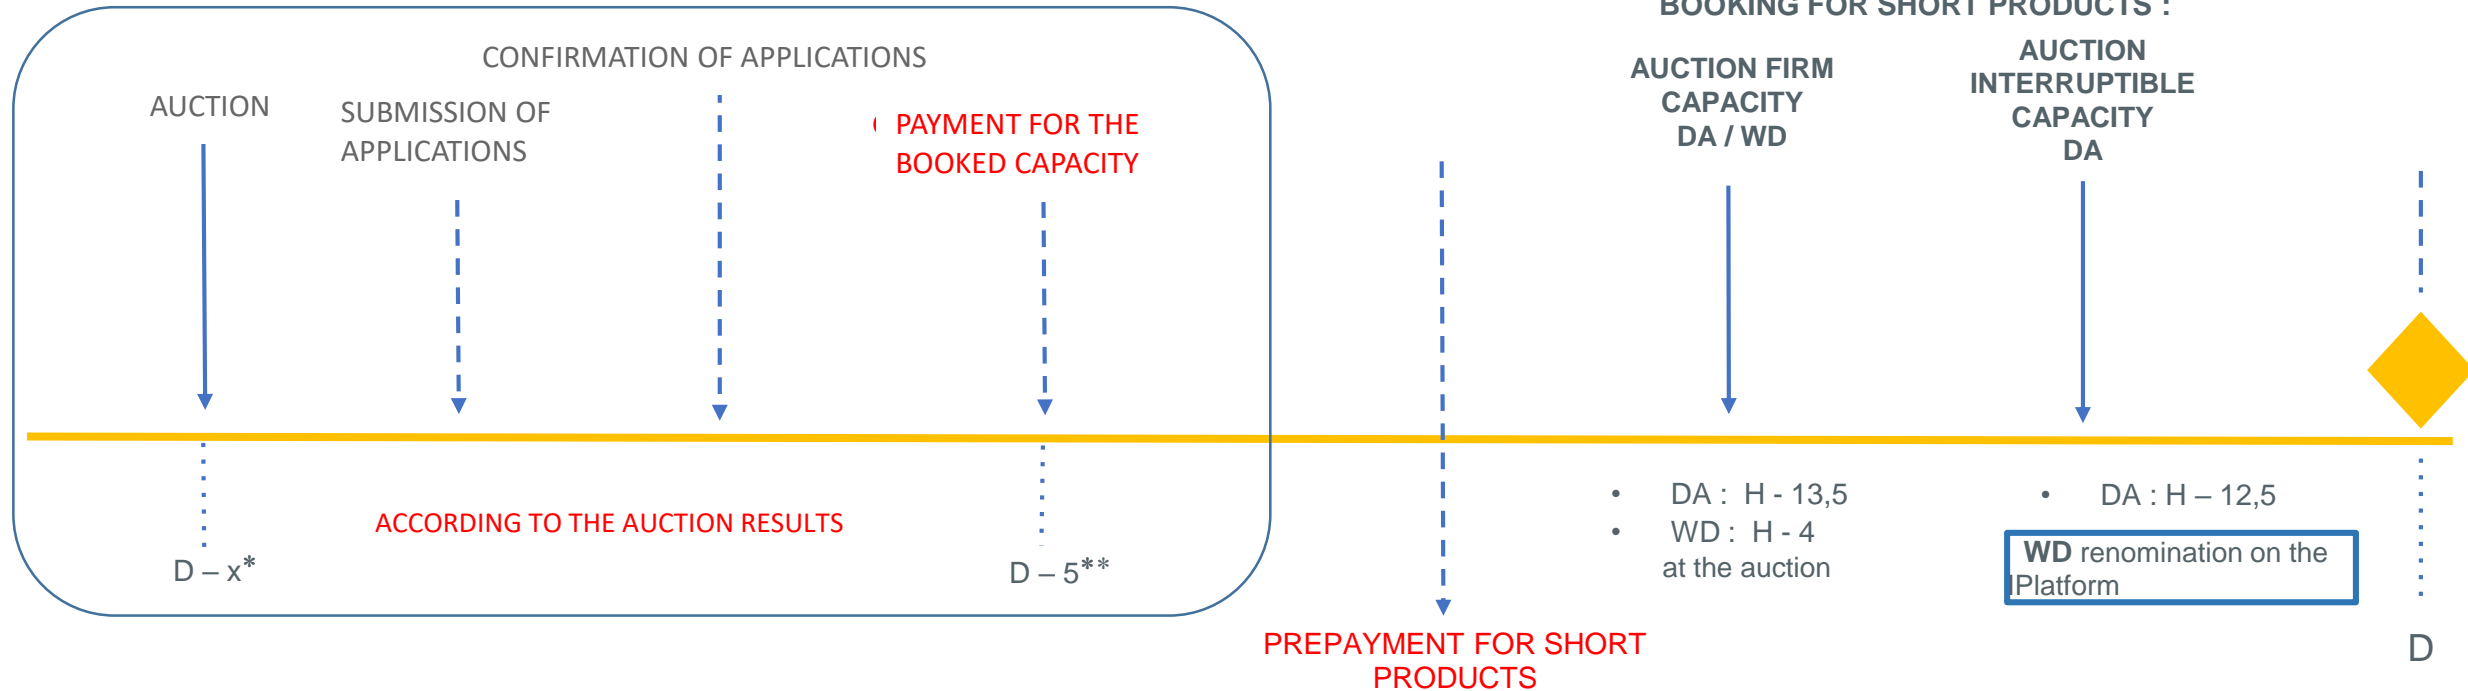 BOOKING FOR SHORT PRODUCTS :
CONFIRMATION OF APPLICATIONS
AUCTION
SUBMISSION OF
APPLICATIONS
PAYMENT FOR THE
BOOKED CAPACITY
AUCTION FIRM
CAPACITY
DA / WD
AUCTION
INTERRUPTIBLE
CAPACITY
DA
ACCORDING TO THE AUCTION RESULTS
D – x*
D – 5**
• DA : H - 13,5
• WD : H - 4
at the auction
• DA : H – 12,5
WD renomination on the
IPlatform
PREPAYMENT FOR SHORT
PRODUCTS
D